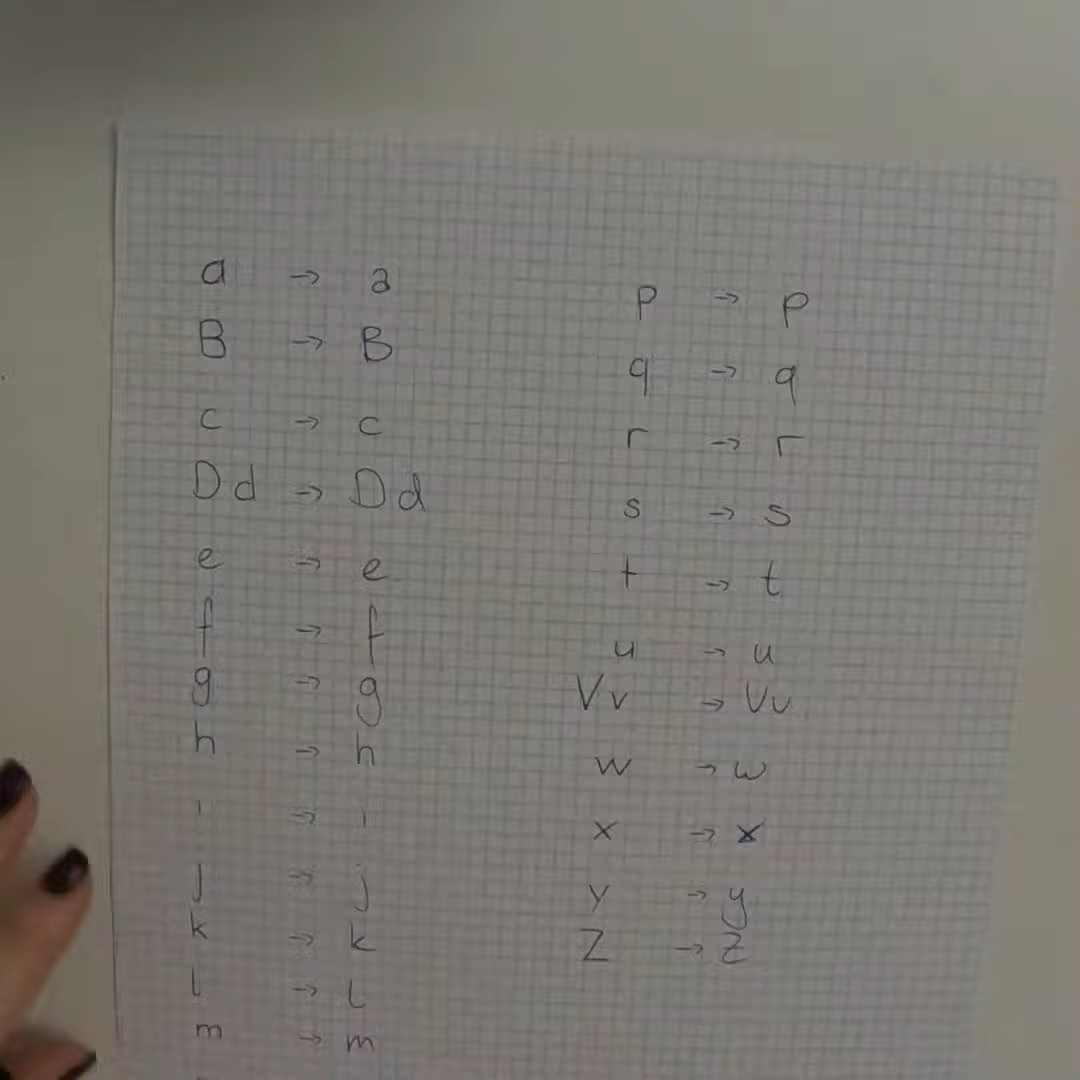 a → a
B → B
c → c
Dd → Dd
e → e
f → f
g → g
h → h
i → i
j → j
k → k
l → l
m → m
p → p
q → q
r → r
s → s
t → t
u → u
Vv → Vv
w → w
x → x
y → y
Z → Z